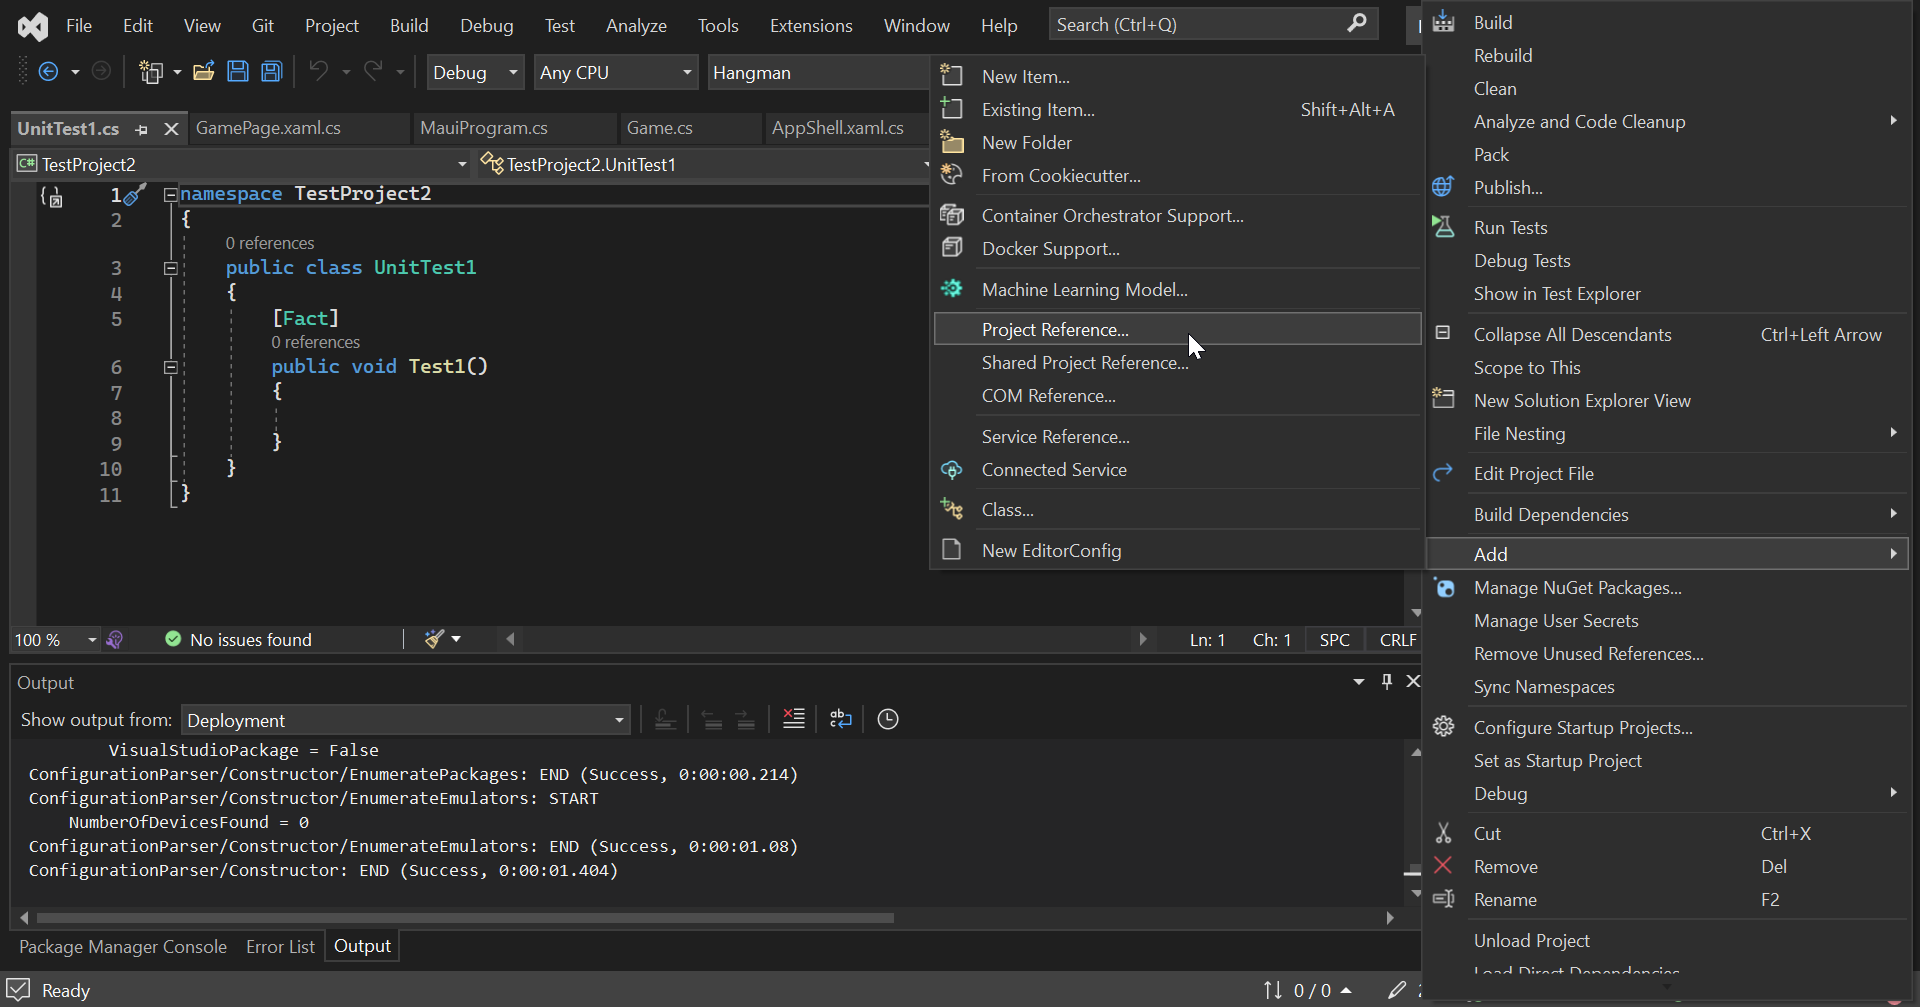 File Edit View Git Project Build Debug Test Analyze Tools Extensions Window Help Search (Ctrl+Q)
Debug Any CPU Hangman
UnitTest1.cs GamePage.xaml.cs MauiProgram.cs Game.cs AppShell.xaml.cs
C# TestProject2 TestProject2.UnitTest1
1 namespace TestProject2
2 {
0 references
3 public class UnitTest1
4 {
5 [Fact]
0 references
6 public void Test1()
7 {
8
9 }
10 }
11 }
100 % No issues found Ln: 1 Ch: 1 SPC CRLF
Output
Show output from: Deployment
VisualStudioPackage = False
ConfigurationParser/Constructor/EnumeratePackages: END (Success, 0:00:00.214)
ConfigurationParser/Constructor/EnumerateEmulators: START
NumberOfDevicesFound = 0
ConfigurationParser/Constructor/EnumerateEmulators: END (Success, 0:00:01.08)
ConfigurationParser/Constructor: END (Success, 0:00:01.404)
Package Manager Console Error List Output
Ready 0 / 0
New Item...
Existing Item... Shift+Alt+A
New Folder
From Cookiecutter...
Container Orchestrator Support...
Docker Support...
Machine Learning Model...
Project Reference...
Shared Project Reference...
COM Reference...
Service Reference...
Connected Service
Class...
New EditorConfig
Build
Rebuild
Clean
Analyze and Code Cleanup
Pack
Publish...
Run Tests
Debug Tests
Show in Test Explorer
Collapse All Descendants Ctrl+Left Arrow
Scope to This
New Solution Explorer View
File Nesting
Edit Project File
Build Dependencies
Add
Manage NuGet Packages...
Manage User Secrets
Remove Unused References...
Sync Namespaces
Configure Startup Projects...
Set as Startup Project
Debug
Cut Ctrl+X
Remove Del
Rename F2
Unload Project
Load Direct Dependencies